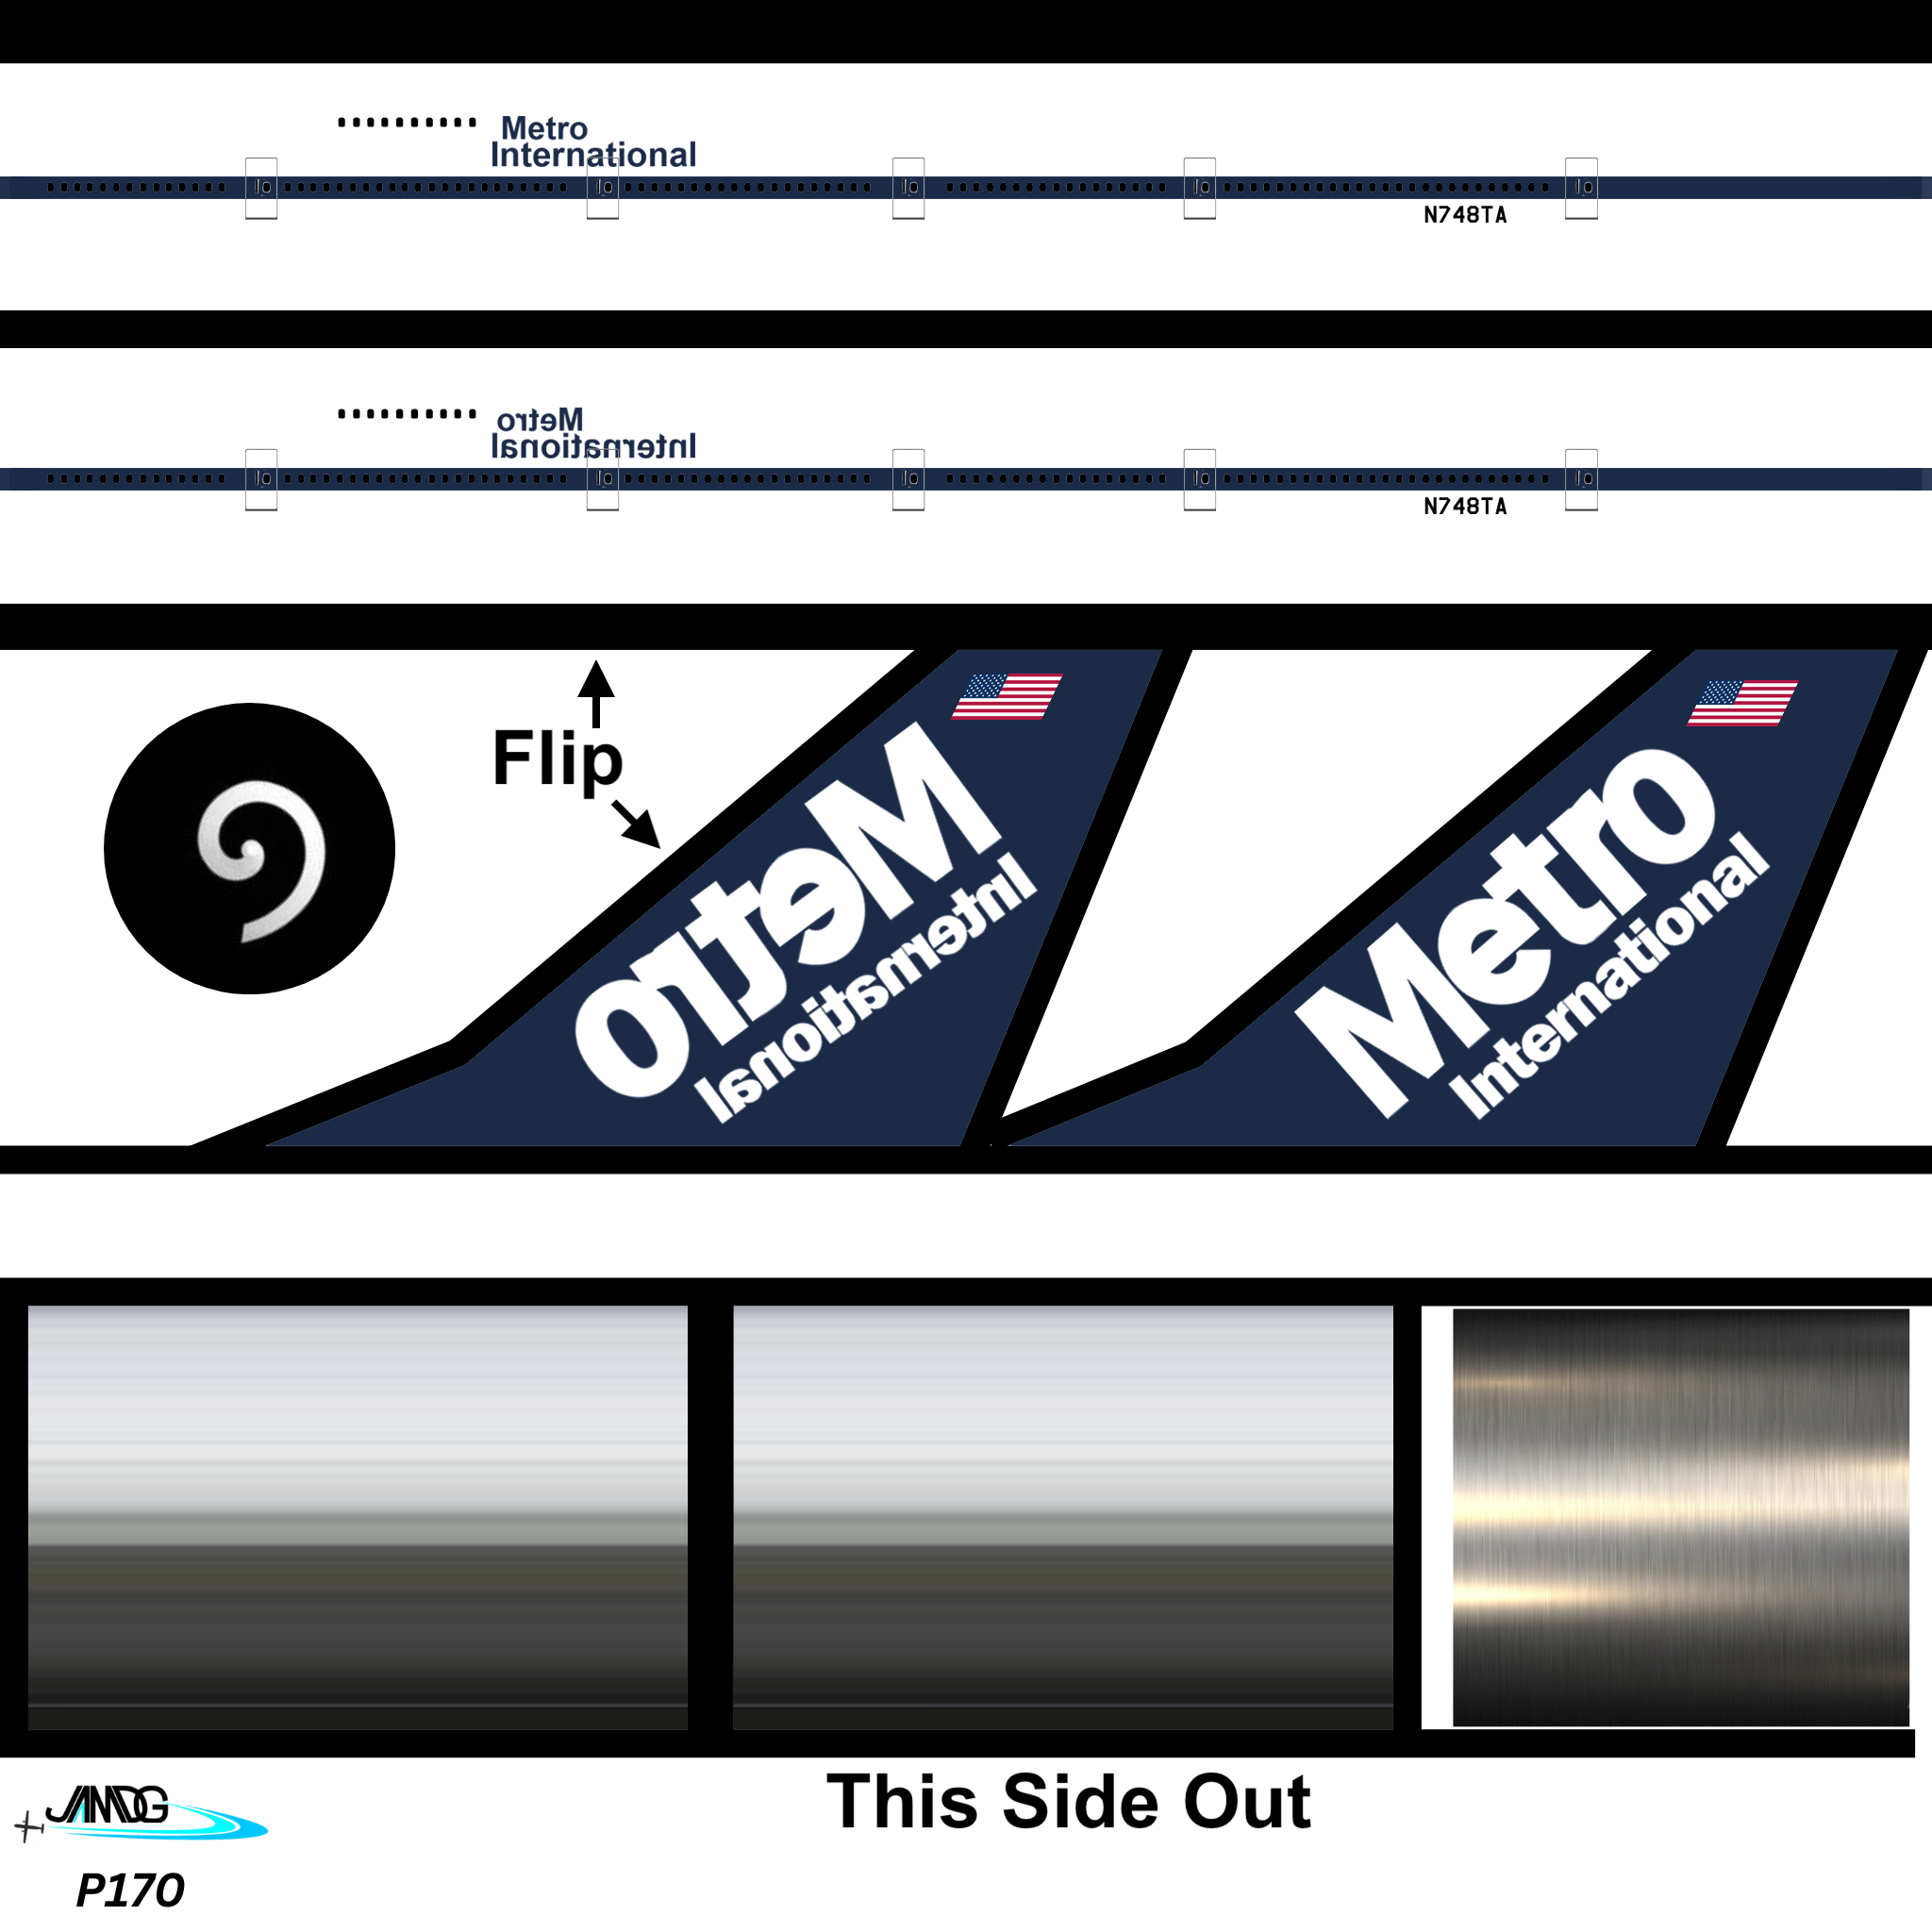 Metro
International
N748TA
Metro
International
N748TA
Flip
Metro
International
Metro
International
This Side Out
JAMDG
P170